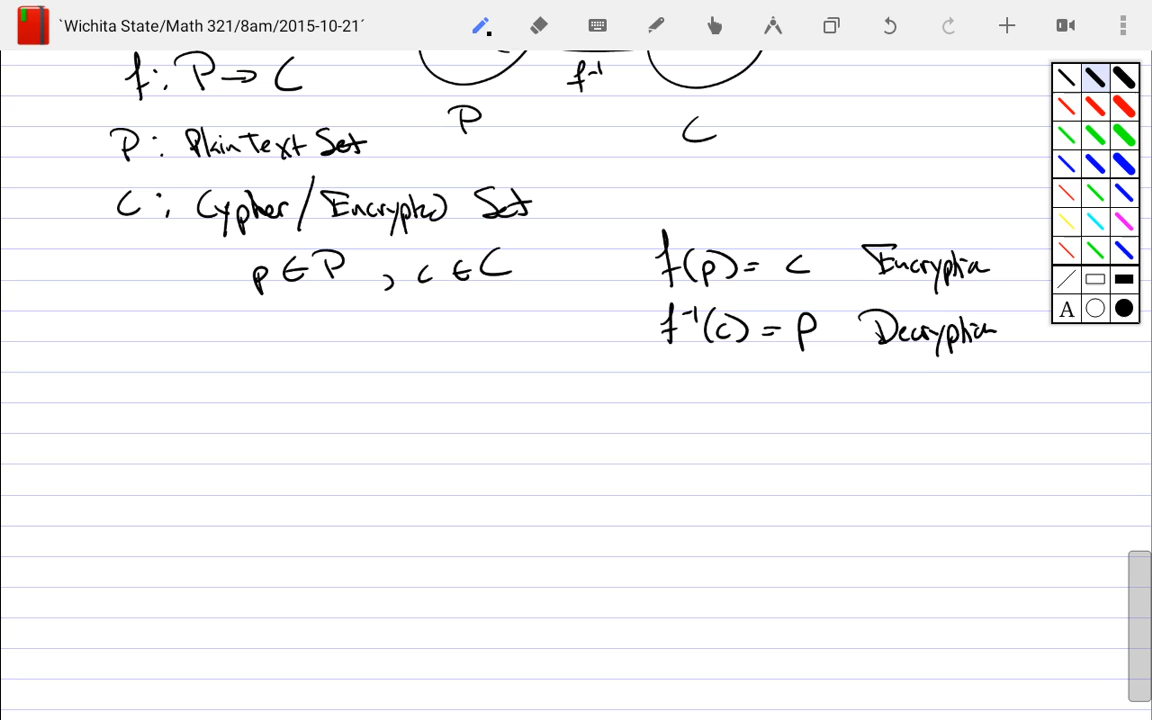 `Wichita State/Math 321/8am/2015-10-21´
f: P → C
f⁻¹
P
C
P: PlainText Set
C: Cypher/Encrypted Set
p ∈ P, c ∈ C
f(p) = c Encryption
f⁻¹(c) = p Decryption
A